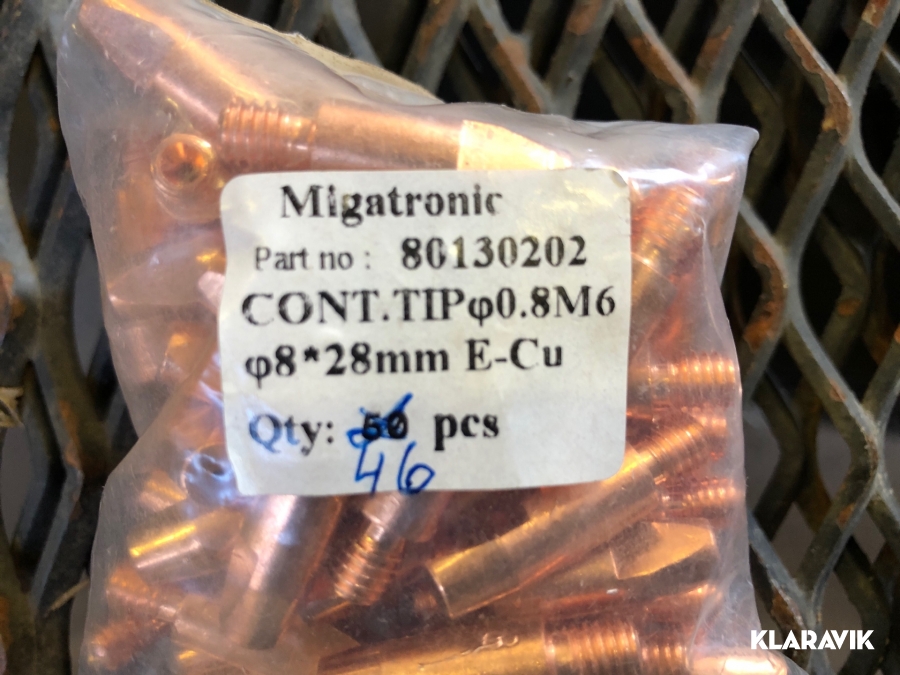 Migatronic
Part no : 80130202
CONT.TIPφ0.8M6
φ8*28mm E-Cu
Qty: 50 pcs
46
KLARAVIK